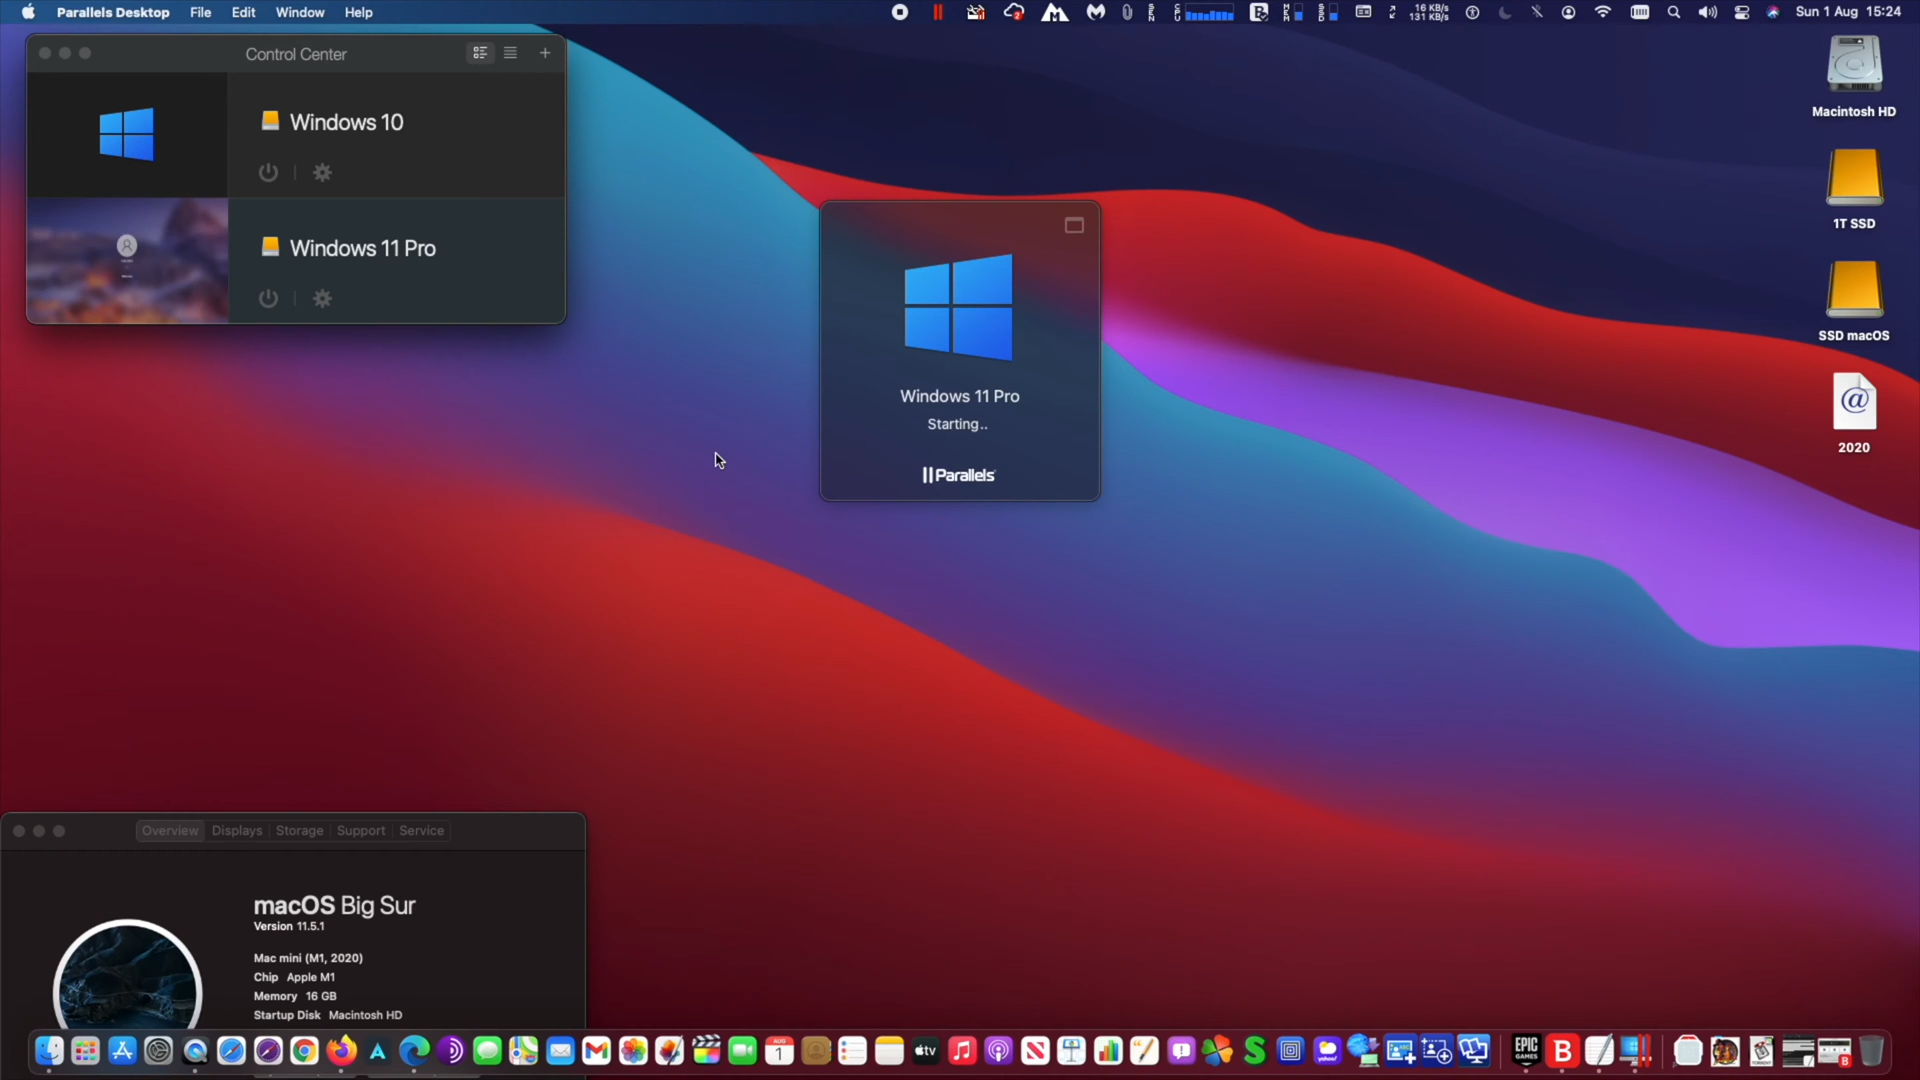 Parallels Desktop File Edit Window Help
16 KB/s
131 KB/s
Sun 1 Aug 15:24
Control Center
Windows 10
Windows 11 Pro
Windows 11 Pro
Starting..
Parallels
Macintosh HD
1T SSD
SSD macOS
@
2020
Overview Displays Storage Support Service
macOS Big Sur
Version 11.5.1
Mac mini (M1, 2020)
Chip Apple M1
Memory 16 GB
Startup Disk Macintosh HD
AUG
1
tv
EPIC
GAMES
B